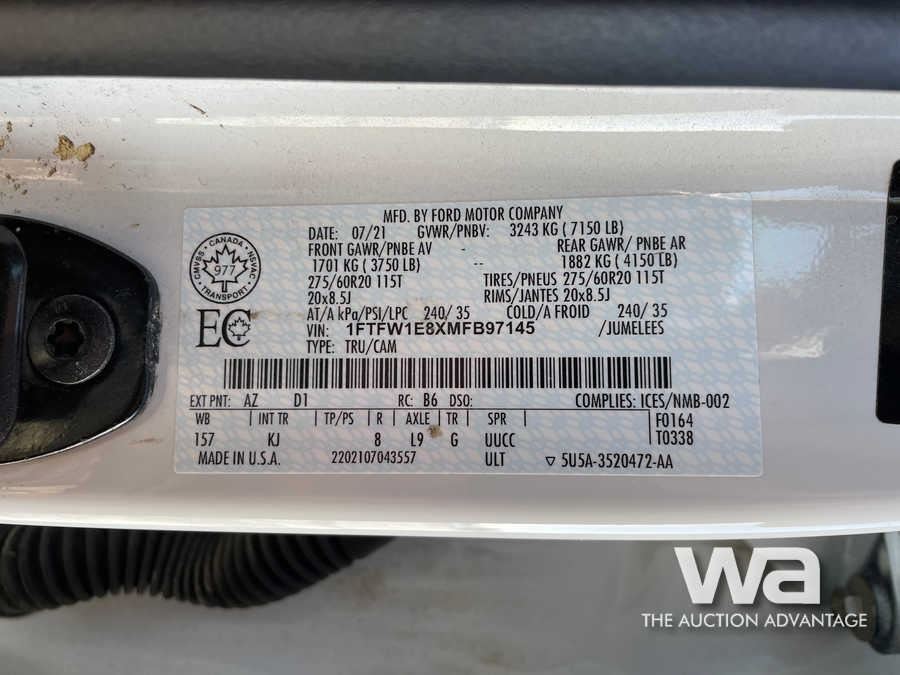 MFD. BY FORD MOTOR COMPANY
DATE: 07/21 GVWR/PNBV: 3243 KG ( 7150 LB)
FRONT GAWR/PNBE AV REAR GAWR/ PNBE AR
1701 KG ( 3750 LB) -- 1882 KG ( 4150 LB)
275/60R20 115T TIRES/PNEUS 275/60R20 115T
20x8.5J RIMS/JANTES 20x8.5J
AT/A kPa/PSI/LPC 240/ 35 COLD/A FROID 240/ 35
VIN: 1FTFW1E8XMFB97145 /JUMELEES
TYPE: TRU/CAM
CMVSS • CANADA • NSVAC • TRANSPORT •
977
EC
EXT PNT: AZ D1 RC: B6 DSO: COMPLIES: ICES/NMB-002
WB INT TR TP/PS R AXLE TR SPR F0164
157 KJ 8 L9 G UUCC T0338
MADE IN U.S.A. 2202107043557 ULT ▽ 5U5A-3520472-AA
wa
THE AUCTION ADVANTAGE